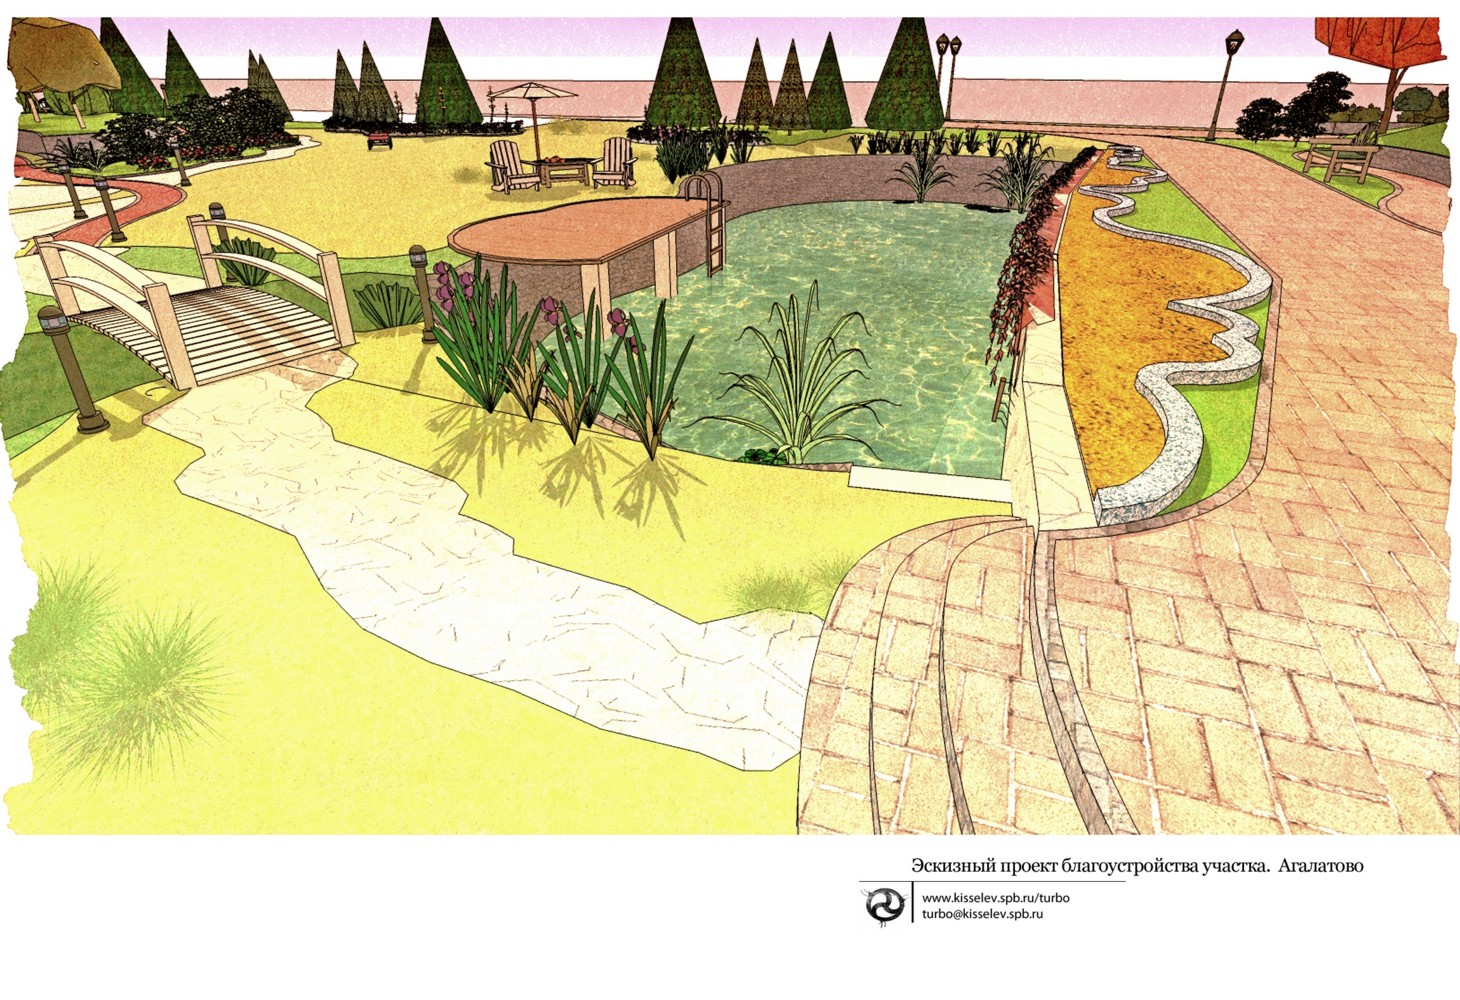 Эскизный проект благоустройства участка. Агалатово
www.kisselev.spb.ru/turbo
turbo@kisselev.spb.ru